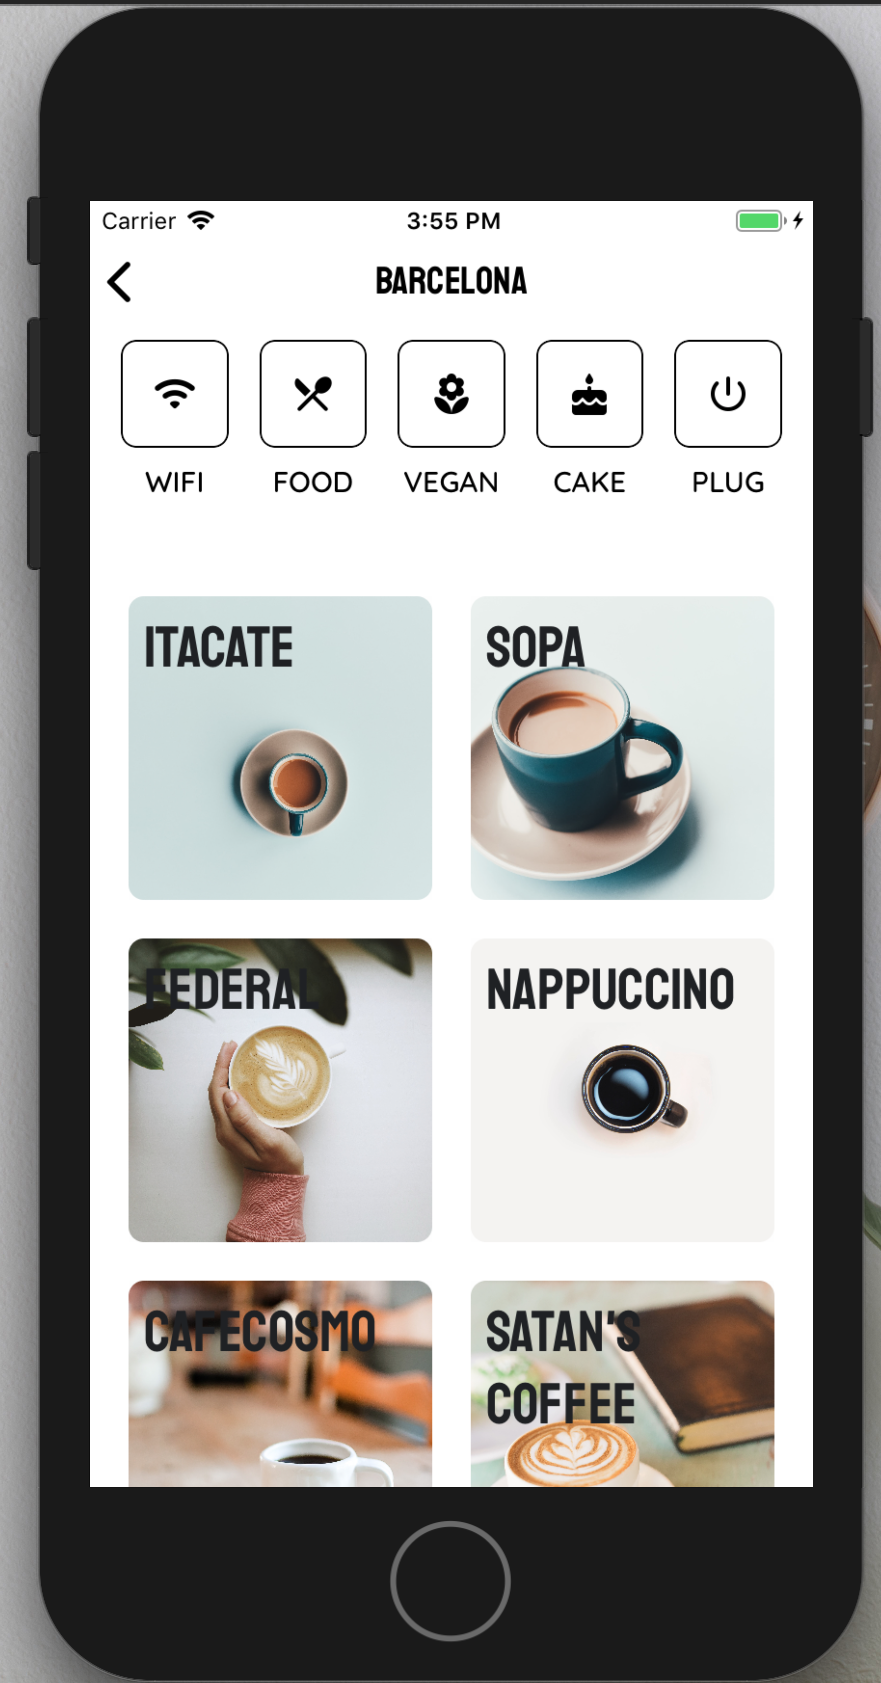 Carrier 3:55 PM
BARCELONA
WIFI FOOD VEGAN CAKE PLUG
ITACATE
SOPA
FEDERAL
NAPPUCCINO
CAFECOSMO
SATAN'S
COFFEE